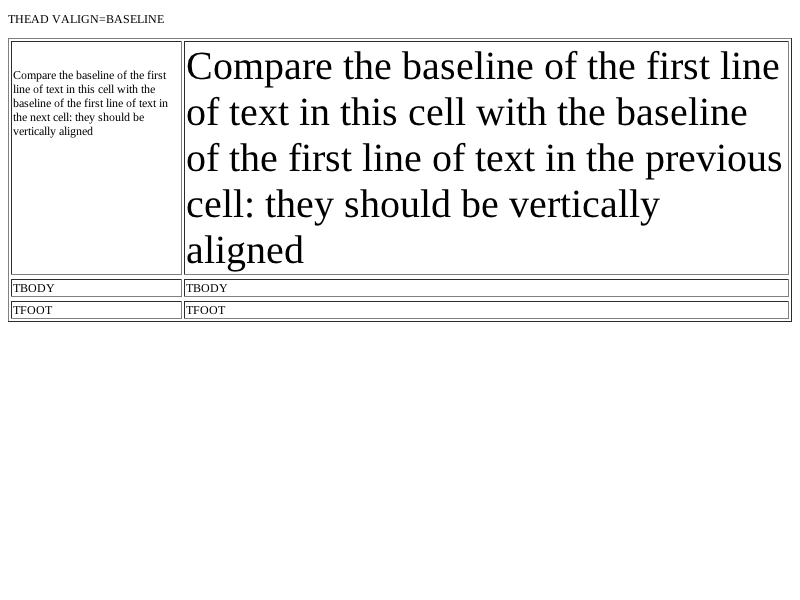 THEAD VALIGN=BASELINE
Compare the baseline of the first
line of text in this cell with the
baseline of the first line of text in
the next cell: they should be
vertically aligned
Compare the baseline of the first line
of text in this cell with the baseline
of the first line of text in the previous
cell: they should be vertically
aligned
TBODY
TBODY
TFOOT
TFOOT